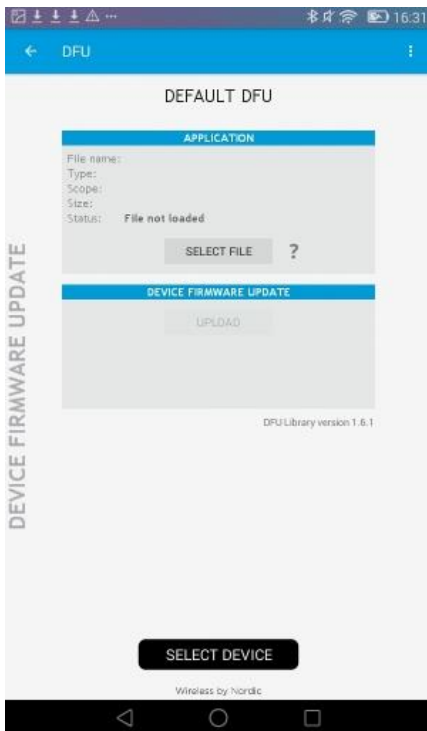 16:31
DFU
DEFAULT DFU
APPLICATION
File name:
Type:
Scope:
Size:
Status: File not loaded
SELECT FILE ?
DEVICE FIRMWARE UPDATE
UPLOAD
DFU Library version 1.6.1
DEVICE FIRMWARE UPDATE
SELECT DEVICE
Wireless by Nordic